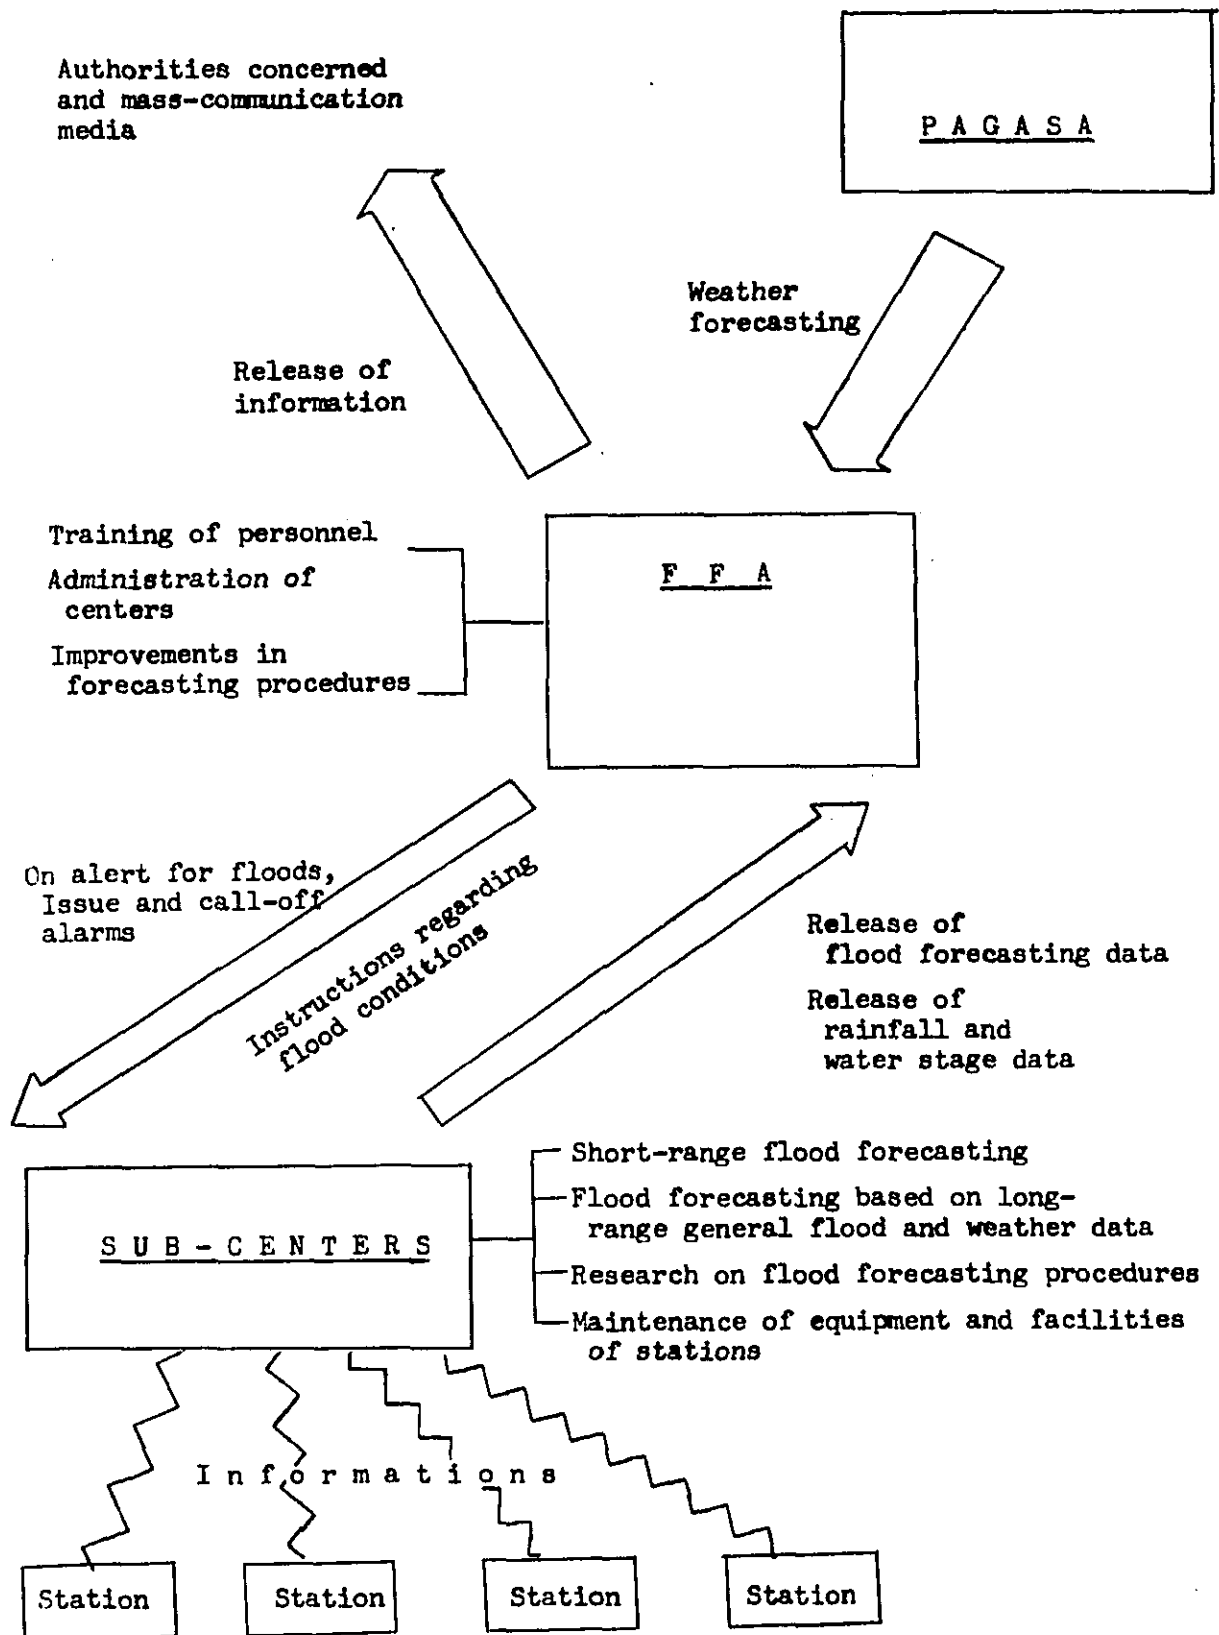 Authorities concerned
and mass-communication
media
P A G A S A
Weather
forecasting
Release of
information
Training of personnel
Administration of
centers
Improvements in
forecasting procedures
F F A
On alert for floods,
Issue and call-off
alarms
Instructions regarding
flood conditions
Release of
flood forecasting data
Release of
rainfall and
water stage data
S U B - C E N T E R S
Short-range flood forecasting
Flood forecasting based on long-
range general flood and weather data
Research on flood forecasting procedures
Maintenance of equipment and facilities
of stations
I n f o r m a t i o n s
Station
Station
Station
Station